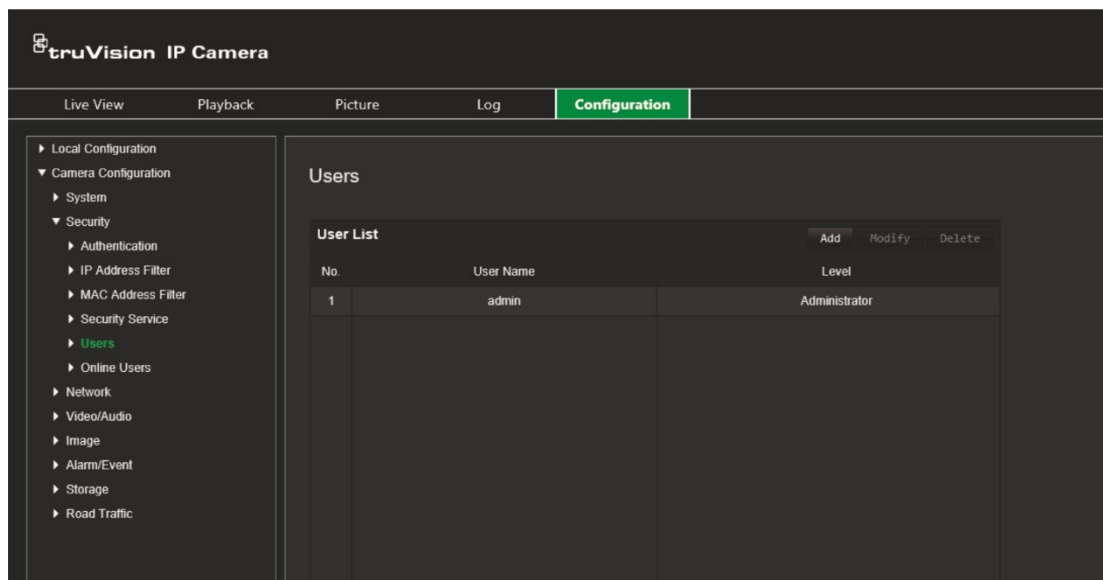 truVision IP Camera
Live View Playback Picture Log Configuration
Local Configuration
Camera Configuration
System
Security
Authentication
IP Address Filter
MAC Address Filter
Security Service
Users
Online Users
Network
Video/Audio
Image
Alarm/Event
Storage
Road Traffic
Users
User List Add Modify Delete
No. User Name Level
1 admin Administrator